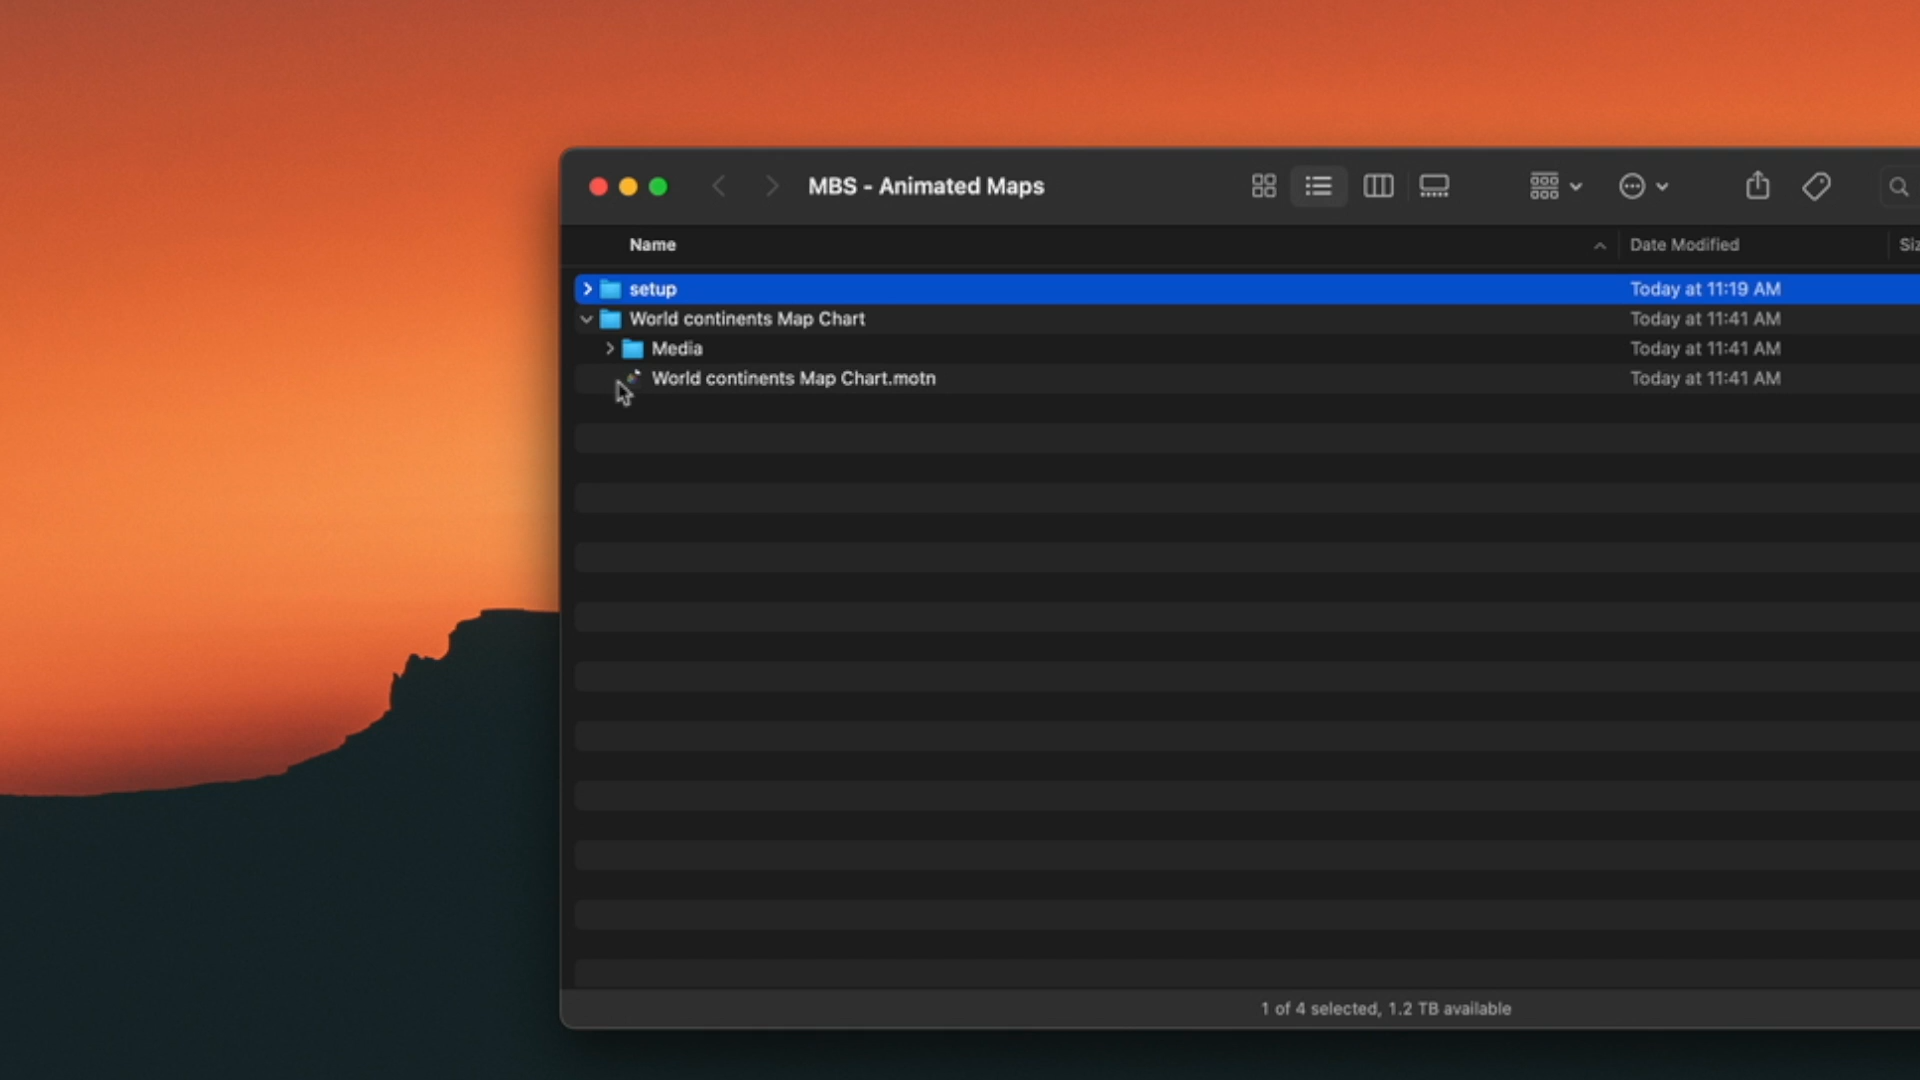 MBS - Animated Maps
Name
Date Modified
setup
Today at 11:19 AM
World continents Map Chart
Today at 11:41 AM
Media
Today at 11:41 AM
World continents Map Chart.motn
Today at 11:41 AM
1 of 4 selected, 1.2 TB available